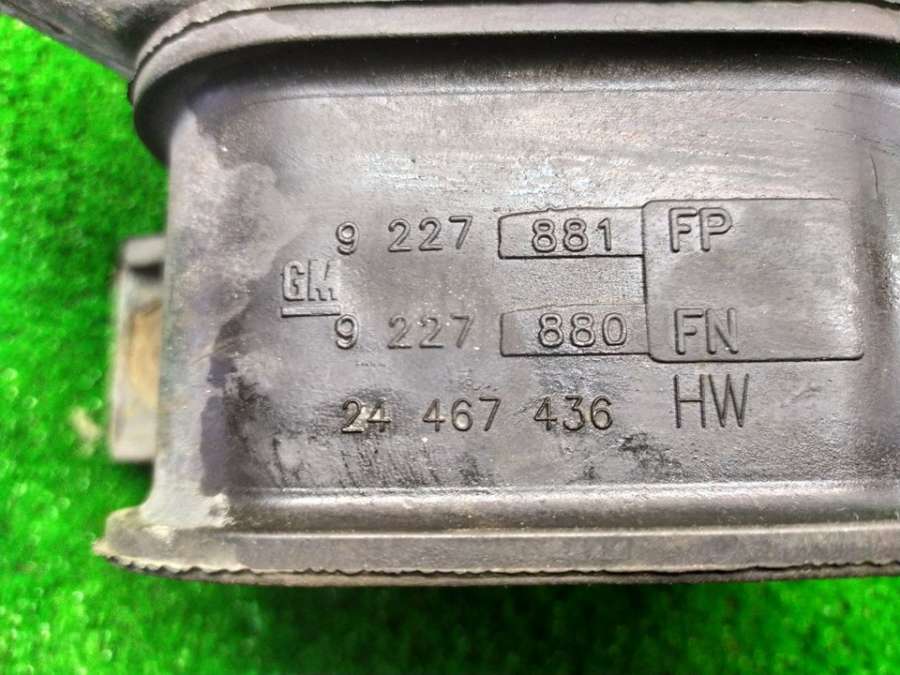 9 227 881 FP
GM
9 227 880 FN
24 467 436 HW